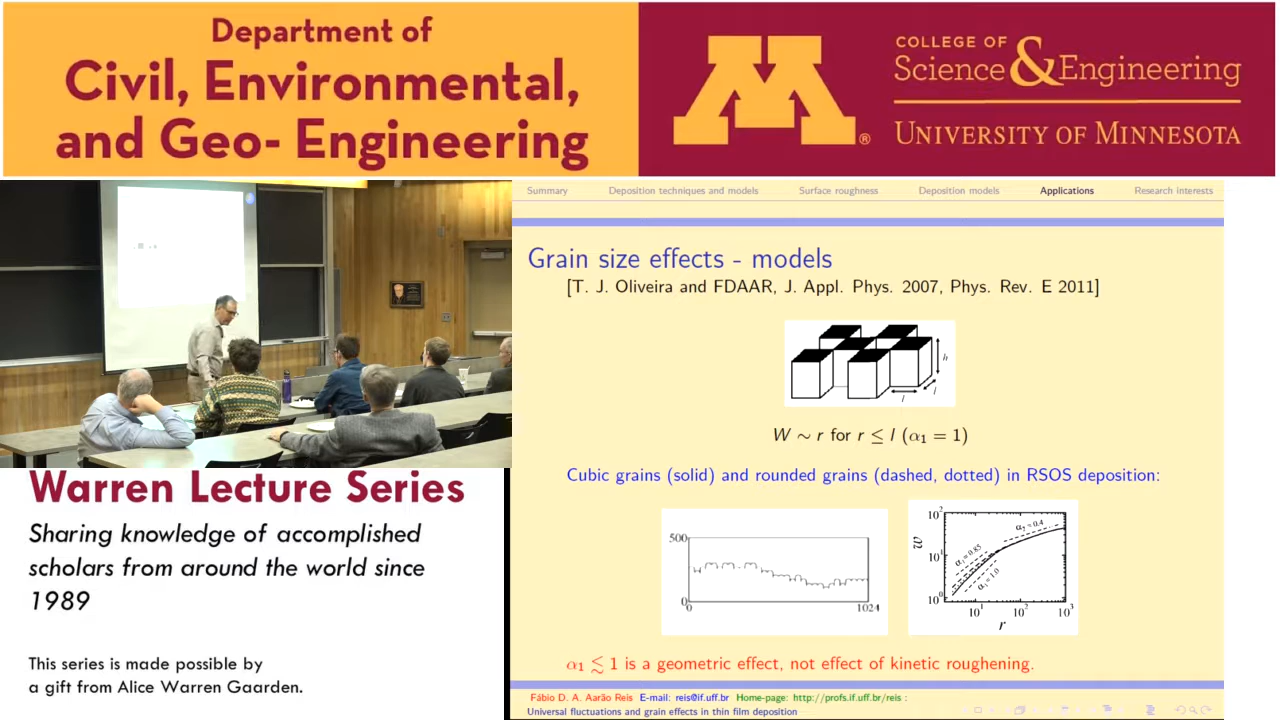 Department of
Civil, Environmental,
and Geo- Engineering
M®
COLLEGE OF
Science & Engineering
UNIVERSITY OF MINNESOTA
Summary Deposition techniques and models Surface roughness Deposition models Applications Research interests
Grain size effects - models
[T. J. Oliveira and FDAAR, J. Appl. Phys. 2007, Phys. Rev. E 2011]
h
l
l
W ∼ r for r ≤ l (α₁ = 1)
Cubic grains (solid) and rounded grains (dashed, dotted) in RSOS deposition:
500
0
0 1024
w
10²
10¹
10⁰
α₂=0.4
α₁=0.85
α₁=1.0
10¹ 10² 10³
r
α₁ ≲ 1 is a geometric effect, not effect of kinetic roughening.
Fábio D. A. Aarão Reis E-mail: reis@if.uff.br Home-page: http://profs.if.uff.br/reis :
Universal fluctuations and grain effects in thin film deposition
Warren Lecture Series
Sharing knowledge of accomplished
scholars from around the world since
1989
This series is made possible by
a gift from Alice Warren Gaarden.